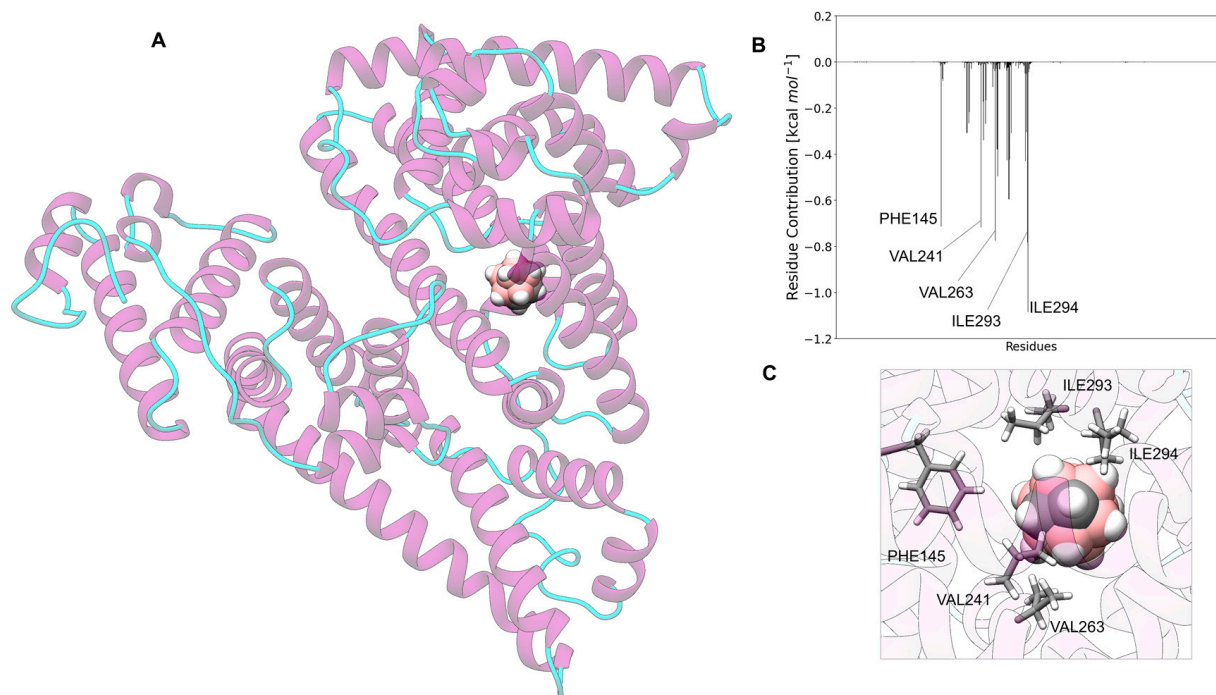 A
B
Residue Contribution [kcal mol⁻¹]
0.2
0.0
−0.2
−0.4
−0.6
−0.8
−1.0
−1.2
PHE145
VAL241
VAL263
ILE293
ILE294
Residues
C
ILE293
ILE294
PHE145
VAL241
VAL263